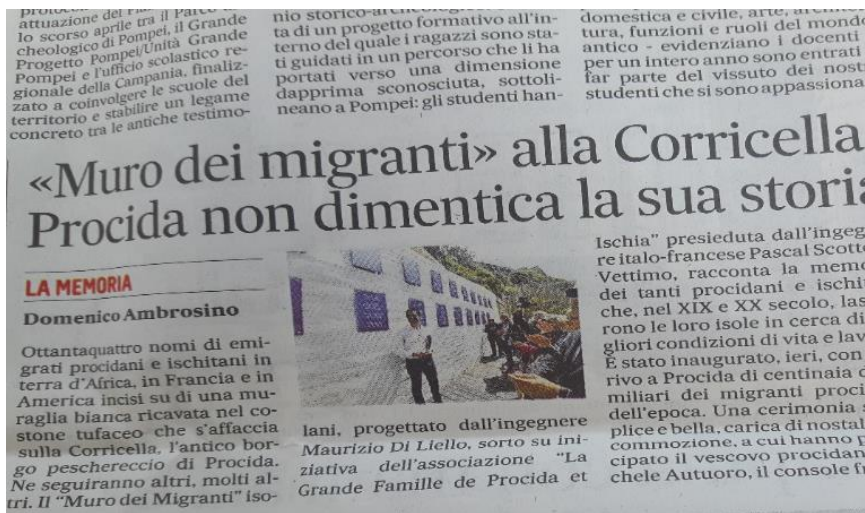 attuazione del
lo scorso aprile tra il Parco
cheologico di Pompei, il Grande
Progetto Pompei/Unità Grande
Pompei e l'ufficio scolastico re-
gionale della Campania, finaliz-
zato a coinvolgere le scuole del
territorio e stabilire un legame
concreto tra le antiche testimo-
ta di un progetto formativo all'in-
terno del quale i ragazzi sono sta-
ti guidati in un percorso che li ha
portati verso una dimensione
dapprima sconosciuta, sottoli-
neano a Pompei: gli studenti han-
domestica e civile, arte,
tura, funzioni e ruoli del mond
antico - evidenziano i docenti
per un intero anno sono entrati
far parte del vissuto dei nost
studenti che si sono appassiona
«Muro dei migranti» alla Corricella
Procida non dimentica la sua storia
LA MEMORIA
Domenico Ambrosino
Ottantaquattro nomi di emi-
grati procidani e ischitani in
terra d'Africa, in Francia e in
America incisi su di una mu-
raglia bianca ricavata nel co-
stone tufaceo che s'affaccia
sulla Corricella, l'antico bor-
go peschereccio di Procida.
Ne seguiranno altri, molti al-
tri. Il "Muro dei Migranti" iso-
lani, progettato dall'ingegnere
Maurizio Di Liello, sorto su ini-
ziativa dell'associazione "La
Grande Famille de Procida et
Ischia" presieduta dall'ingeg
re italo-francese Pascal Scotto
Vettimo, racconta la memo
dei tanti procidani e ischit
che, nel XIX e XX secolo, las
rono le loro isole in cerca di
gliori condizioni di vita e lav
È stato inaugurato, ieri, con
rivo a Procida di centinaia d
miliari dei migranti proci
dell'epoca. Una cerimonia
plice e bella, carica di nostal
commozione, a cui hanno p
cipato il vescovo procidan
chele Autuoro, il console f